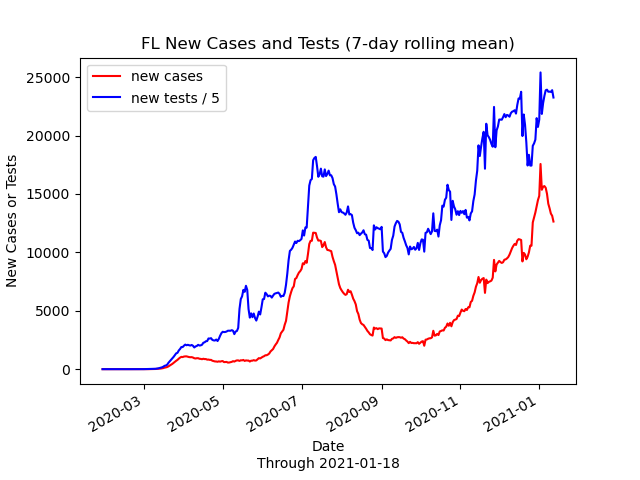 FL New Cases and Tests (7-day rolling mean)
new cases
new tests / 5
New Cases or Tests
25000
20000
15000
10000
5000
0
2020-03
2020-05
2020-07
2020-09
2020-11
2021-01
Date
Through 2021-01-18